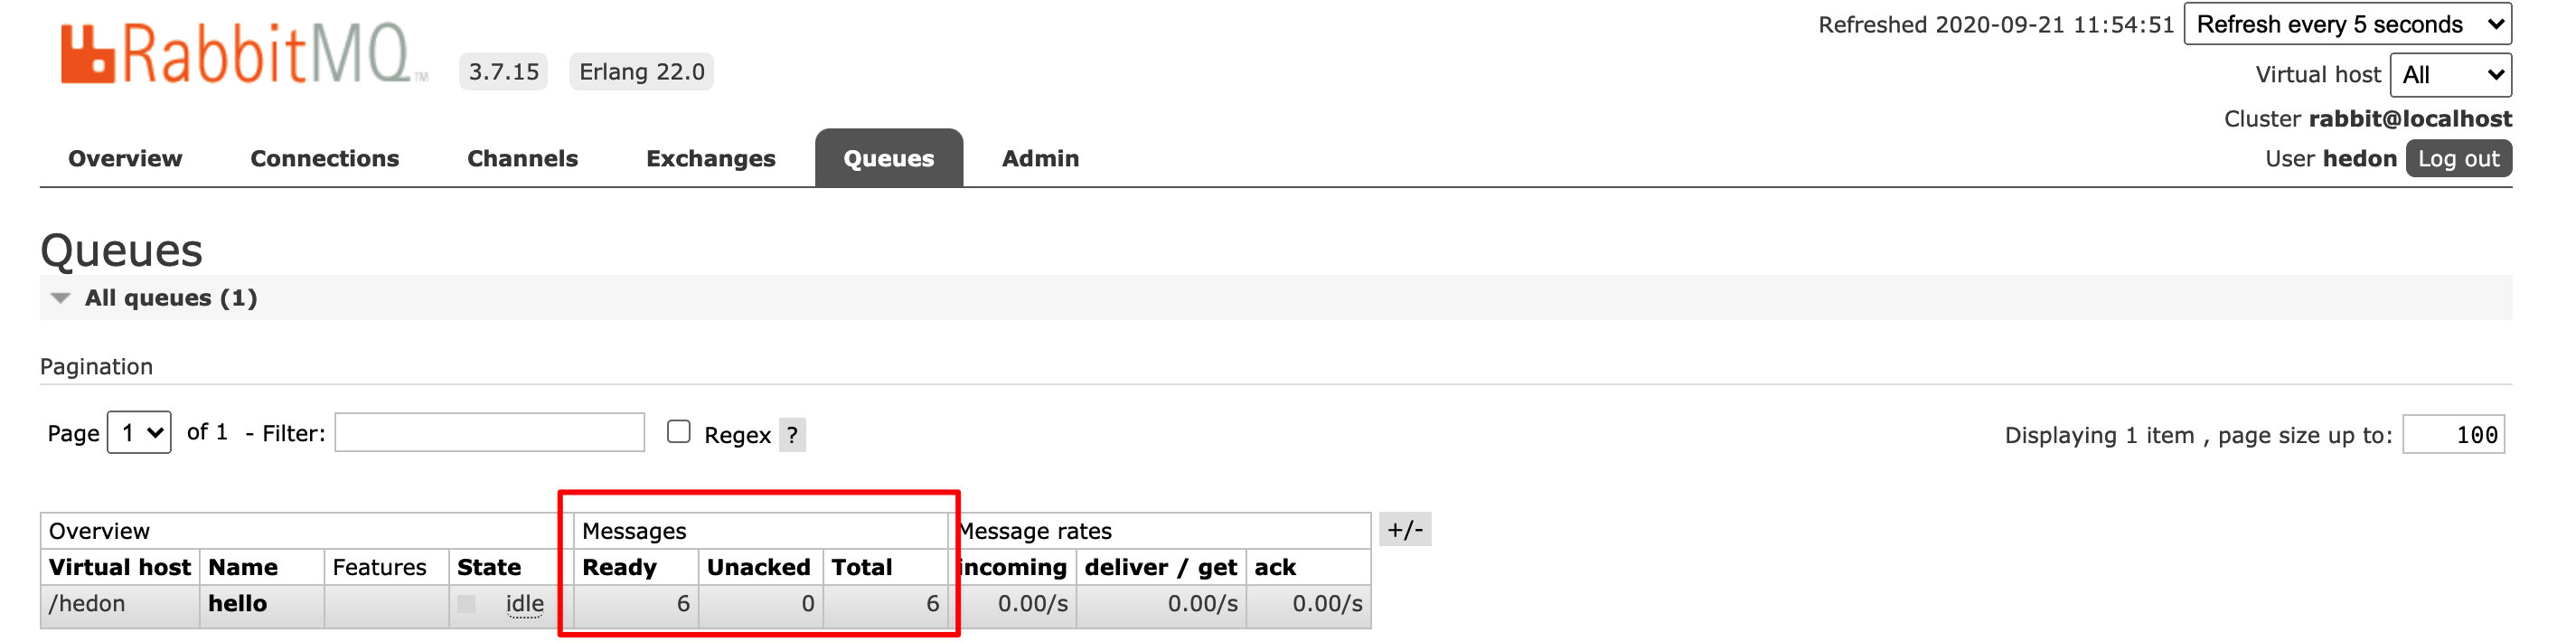 RabbitMQ™ 3.7.15 Erlang 22.0
Refreshed 2020-09-21 11:54:51 Refresh every 5 seconds
Virtual host All
Cluster rabbit@localhost
User hedon Log out
Overview Connections Channels Exchanges Queues Admin
Queues
All queues (1)
Pagination
Page 1 of 1 - Filter: Regex ? Displaying 1 item , page size up to: 100
Overview Messages Message rates +/-
Virtual host Name Features State Ready Unacked Total incoming deliver / get ack
/hedon hello idle 6 0 6 0.00/s 0.00/s 0.00/s